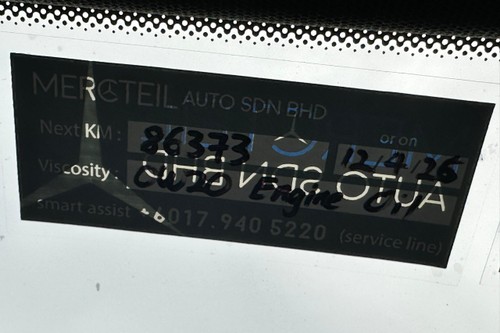 MERCTEIL AUTO SDN BHD
Next KM : 86373 or on 12.4.26
Viscosity : 0W20 Engine Oil
smart assist 017.940 5220 (service line)